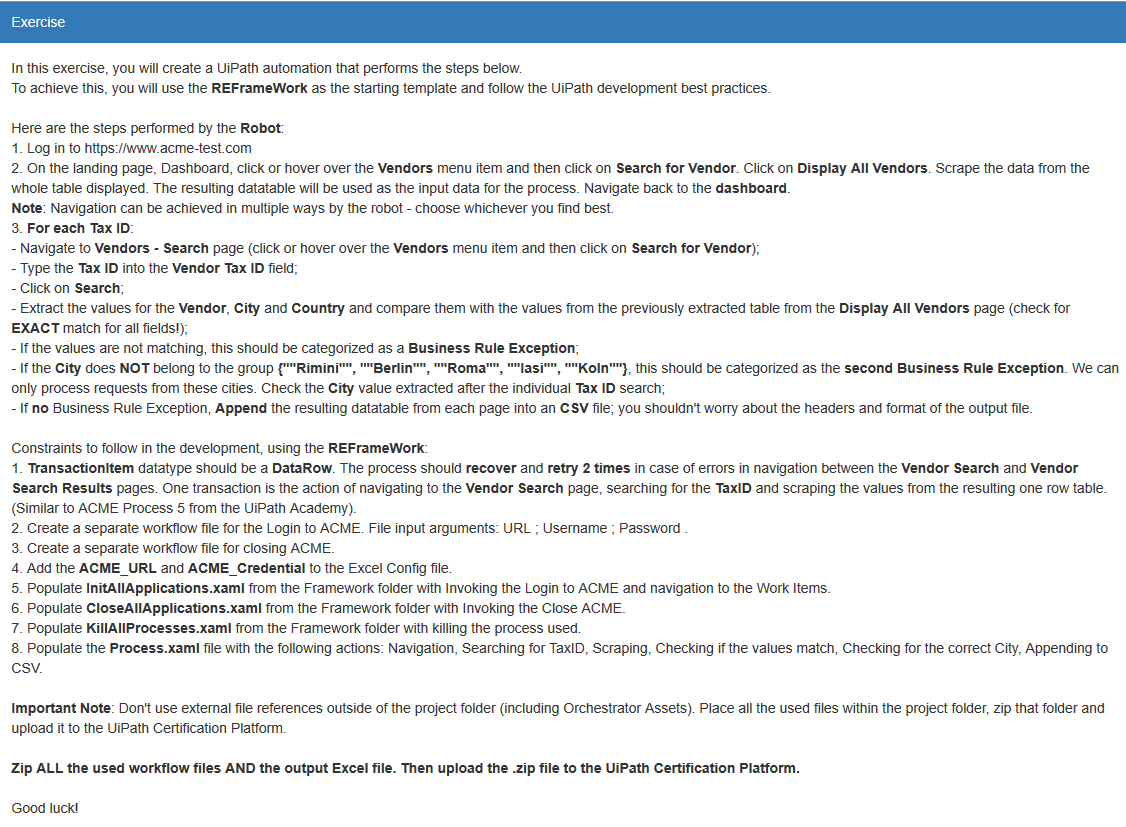 Exercise
In this exercise, you will create a UiPath automation that performs the steps below.
To achieve this, you will use the REFrameWork as the starting template and follow the UiPath development best practices.
Here are the steps performed by the Robot:
1. Log in to https://www.acme-test.com
2. On the landing page, Dashboard, click or hover over the Vendors menu item and then click on Search for Vendor. Click on Display All Vendors. Scrape the data from the
whole table displayed. The resulting datatable will be used as the input data for the process. Navigate back to the dashboard.
Note: Navigation can be achieved in multiple ways by the robot - choose whichever you find best.
3. For each Tax ID:
- Navigate to Vendors - Search page (click or hover over the Vendors menu item and then click on Search for Vendor);
- Type the Tax ID into the Vendor Tax ID field;
- Click on Search;
- Extract the values for the Vendor, City and Country and compare them with the values from the previously extracted table from the Display All Vendors page (check for
EXACT match for all fields!);
- If the values are not matching, this should be categorized as a Business Rule Exception;
- If the City does NOT belong to the group {""Rimini"", ""Berlin"", ""Roma"", ""Iasi"", ""Koln""}, this should be categorized as the second Business Rule Exception. We can
only process requests from these cities. Check the City value extracted after the individual Tax ID search;
- If no Business Rule Exception, Append the resulting datatable from each page into an CSV file; you shouldn't worry about the headers and format of the output file.
Constraints to follow in the development, using the REFrameWork:
1. TransactionItem datatype should be a DataRow. The process should recover and retry 2 times in case of errors in navigation between the Vendor Search and Vendor
Search Results pages. One transaction is the action of navigating to the Vendor Search page, searching for the TaxID and scraping the values from the resulting one row table.
(Similar to ACME Process 5 from the UiPath Academy).
2. Create a separate workflow file for the Login to ACME. File input arguments: URL ; Username ; Password .
3. Create a separate workflow file for closing ACME.
4. Add the ACME_URL and ACME_Credential to the Excel Config file.
5. Populate InitAllApplications.xaml from the Framework folder with Invoking the Login to ACME and navigation to the Work Items.
6. Populate CloseAllApplications.xaml from the Framework folder with Invoking the Close ACME.
7. Populate KillAllProcesses.xaml from the Framework folder with killing the process used.
8. Populate the Process.xaml file with the following actions: Navigation, Searching for TaxID, Scraping, Checking if the values match, Checking for the correct City, Appending to
CSV.
Important Note: Don't use external file references outside of the project folder (including Orchestrator Assets). Place all the used files within the project folder, zip that folder and
upload it to the UiPath Certification Platform.
Zip ALL the used workflow files AND the output Excel file. Then upload the .zip file to the UiPath Certification Platform.
Good luck!